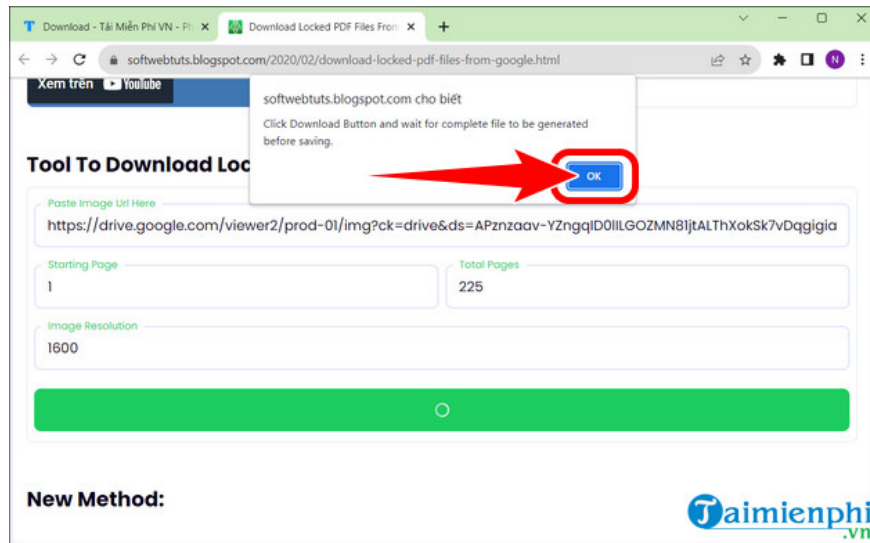 Download - Tải Miễn Phí VN - Ph
Download Locked PDF Files From
softwebtuts.blogspot.com/2020/02/download-locked-pdf-files-from-google.html
N
Xem trên YouTube
softwebtuts.blogspot.com cho biết
Click Download Button and wait for complete file to be generated
before saving.
OK
Tool To Download Loc
Paste Image Url Here
https://drive.google.com/viewer2/prod-01/img?ck=drive&ds=APznzaav-YZngqID0lILGOZMN81jtALThXokSk7vDqgigia
Starting Page
1
Total Pages
225
Image Resolution
1600
New Method:
Taimienphi
.vn